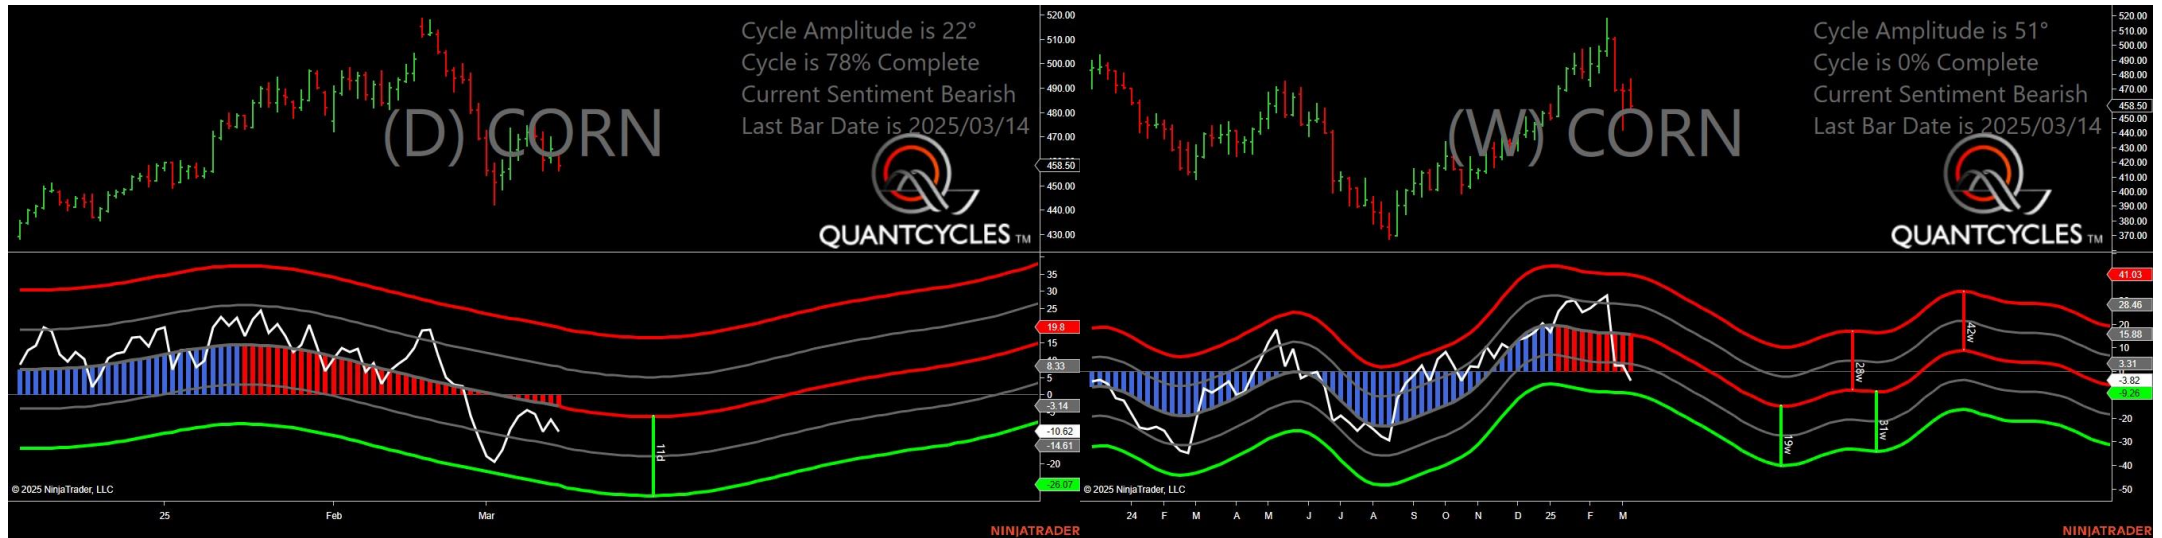 Cycle Amplitude is 22°
Cycle is 78% Complete
Current Sentiment Bearish
Last Bar Date is 2025/03/14
(D) CORN
QUANTCYCLES TM
520.00
510.00
500.00
490.00
480.00
470.00
458.50
450.00
440.00
430.00
35
30
25
19.8
15
8.33
5
0
-3.14
-10.62
-14.61
-20
-26.07
11d
© 2025 NinjaTrader, LLC
25
Feb
Mar
NINJATRADER
Cycle Amplitude is 51°
Cycle is 0% Complete
Current Sentiment Bearish
Last Bar Date is 2025/03/14
(W) CORN
QUANTCYCLES TM
520.00
510.00
500.00
490.00
480.00
470.00
458.50
450.00
440.00
430.00
420.00
410.00
400.00
390.00
380.00
370.00
41.03
28.46
20
15.88
10
3.31
-3.82
-9.26
-20
-30
-40
-50
19w
28w
31w
42w
© 2025 NinjaTrader, LLC
24
F
M
A
M
J
J
A
S
O
N
D
25
F
M
NINJATRADER